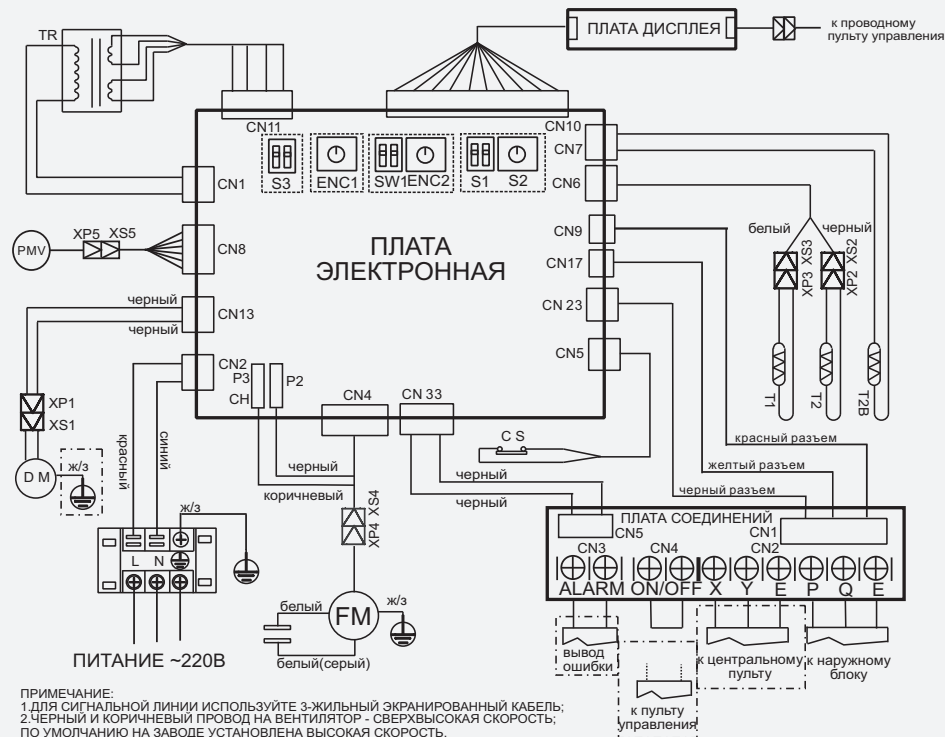 TR
ПЛАТА ДИСПЛЕЯ
к проводному
пульту управления
CN11
S3
ENC1
SW1
ENC2
S1
S2
CN10
CN7
CN6
CN9
CN17
CN 23
CN5
CN1
CN8
CN13
CN2
ПЛАТА
ЭЛЕКТРОННАЯ
PMV
XP5
XS5
черный
черный
XP1
XS1
D M
ж/з
красный
синий
ж/з
P3
P2
CH
CN4
CN 33
черный
коричневый
XS4
XP4
C S
черный
черный
белый
черный
XS3
XP3
XS2
XP2
T1
T2
T2B
красный разъем
желтый разъем
черный разъем
ПЛАТА СОЕДИНЕНИЙ
CN5
CN1
CN3
CN4
CN2
ALARM
ON/OFF
X
Y
E
P
Q
E
вывод
ошибки
к центральному
пульту
к наружному
блоку
к пульту
управления
L
N
ПИТАНИЕ ~220В
белый
FM
ж/з
белый(серый)
ПРИМЕЧАНИЕ:
1.ДЛЯ СИГНАЛЬНОЙ ЛИНИИ ИСПОЛЬЗУЙТЕ 3-ЖИЛЬНЫЙ ЭКРАНИРОВАННЫЙ КАБЕЛЬ;
2.ЧЕРНЫЙ И КОРИЧНЕВЫЙ ПРОВОД НА ВЕНТИЛЯТОР - СВЕРХВЫСОКАЯ СКОРОСТЬ;
ПО УМОЛЧАНИЮ НА ЗАВОДЕ УСТАНОВЛЕНА ВЫСОКАЯ СКОРОСТЬ.